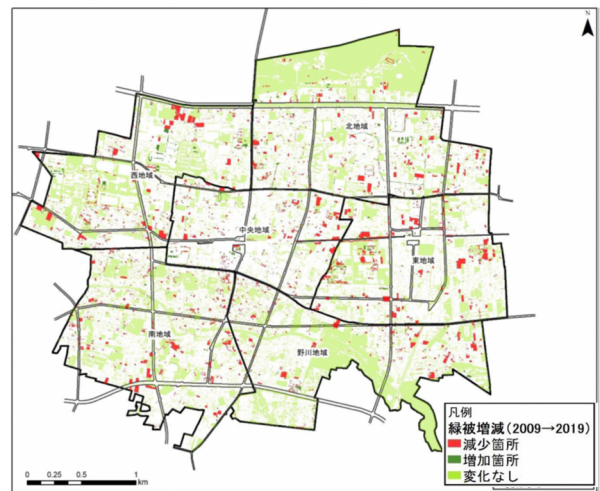 N
北地域
西地域
中央地域
東地域
南地域
野川地域
凡例
緑被増減(2009→2019)
減少箇所
増加箇所
変化なし
0 0.25 0.5 1
km